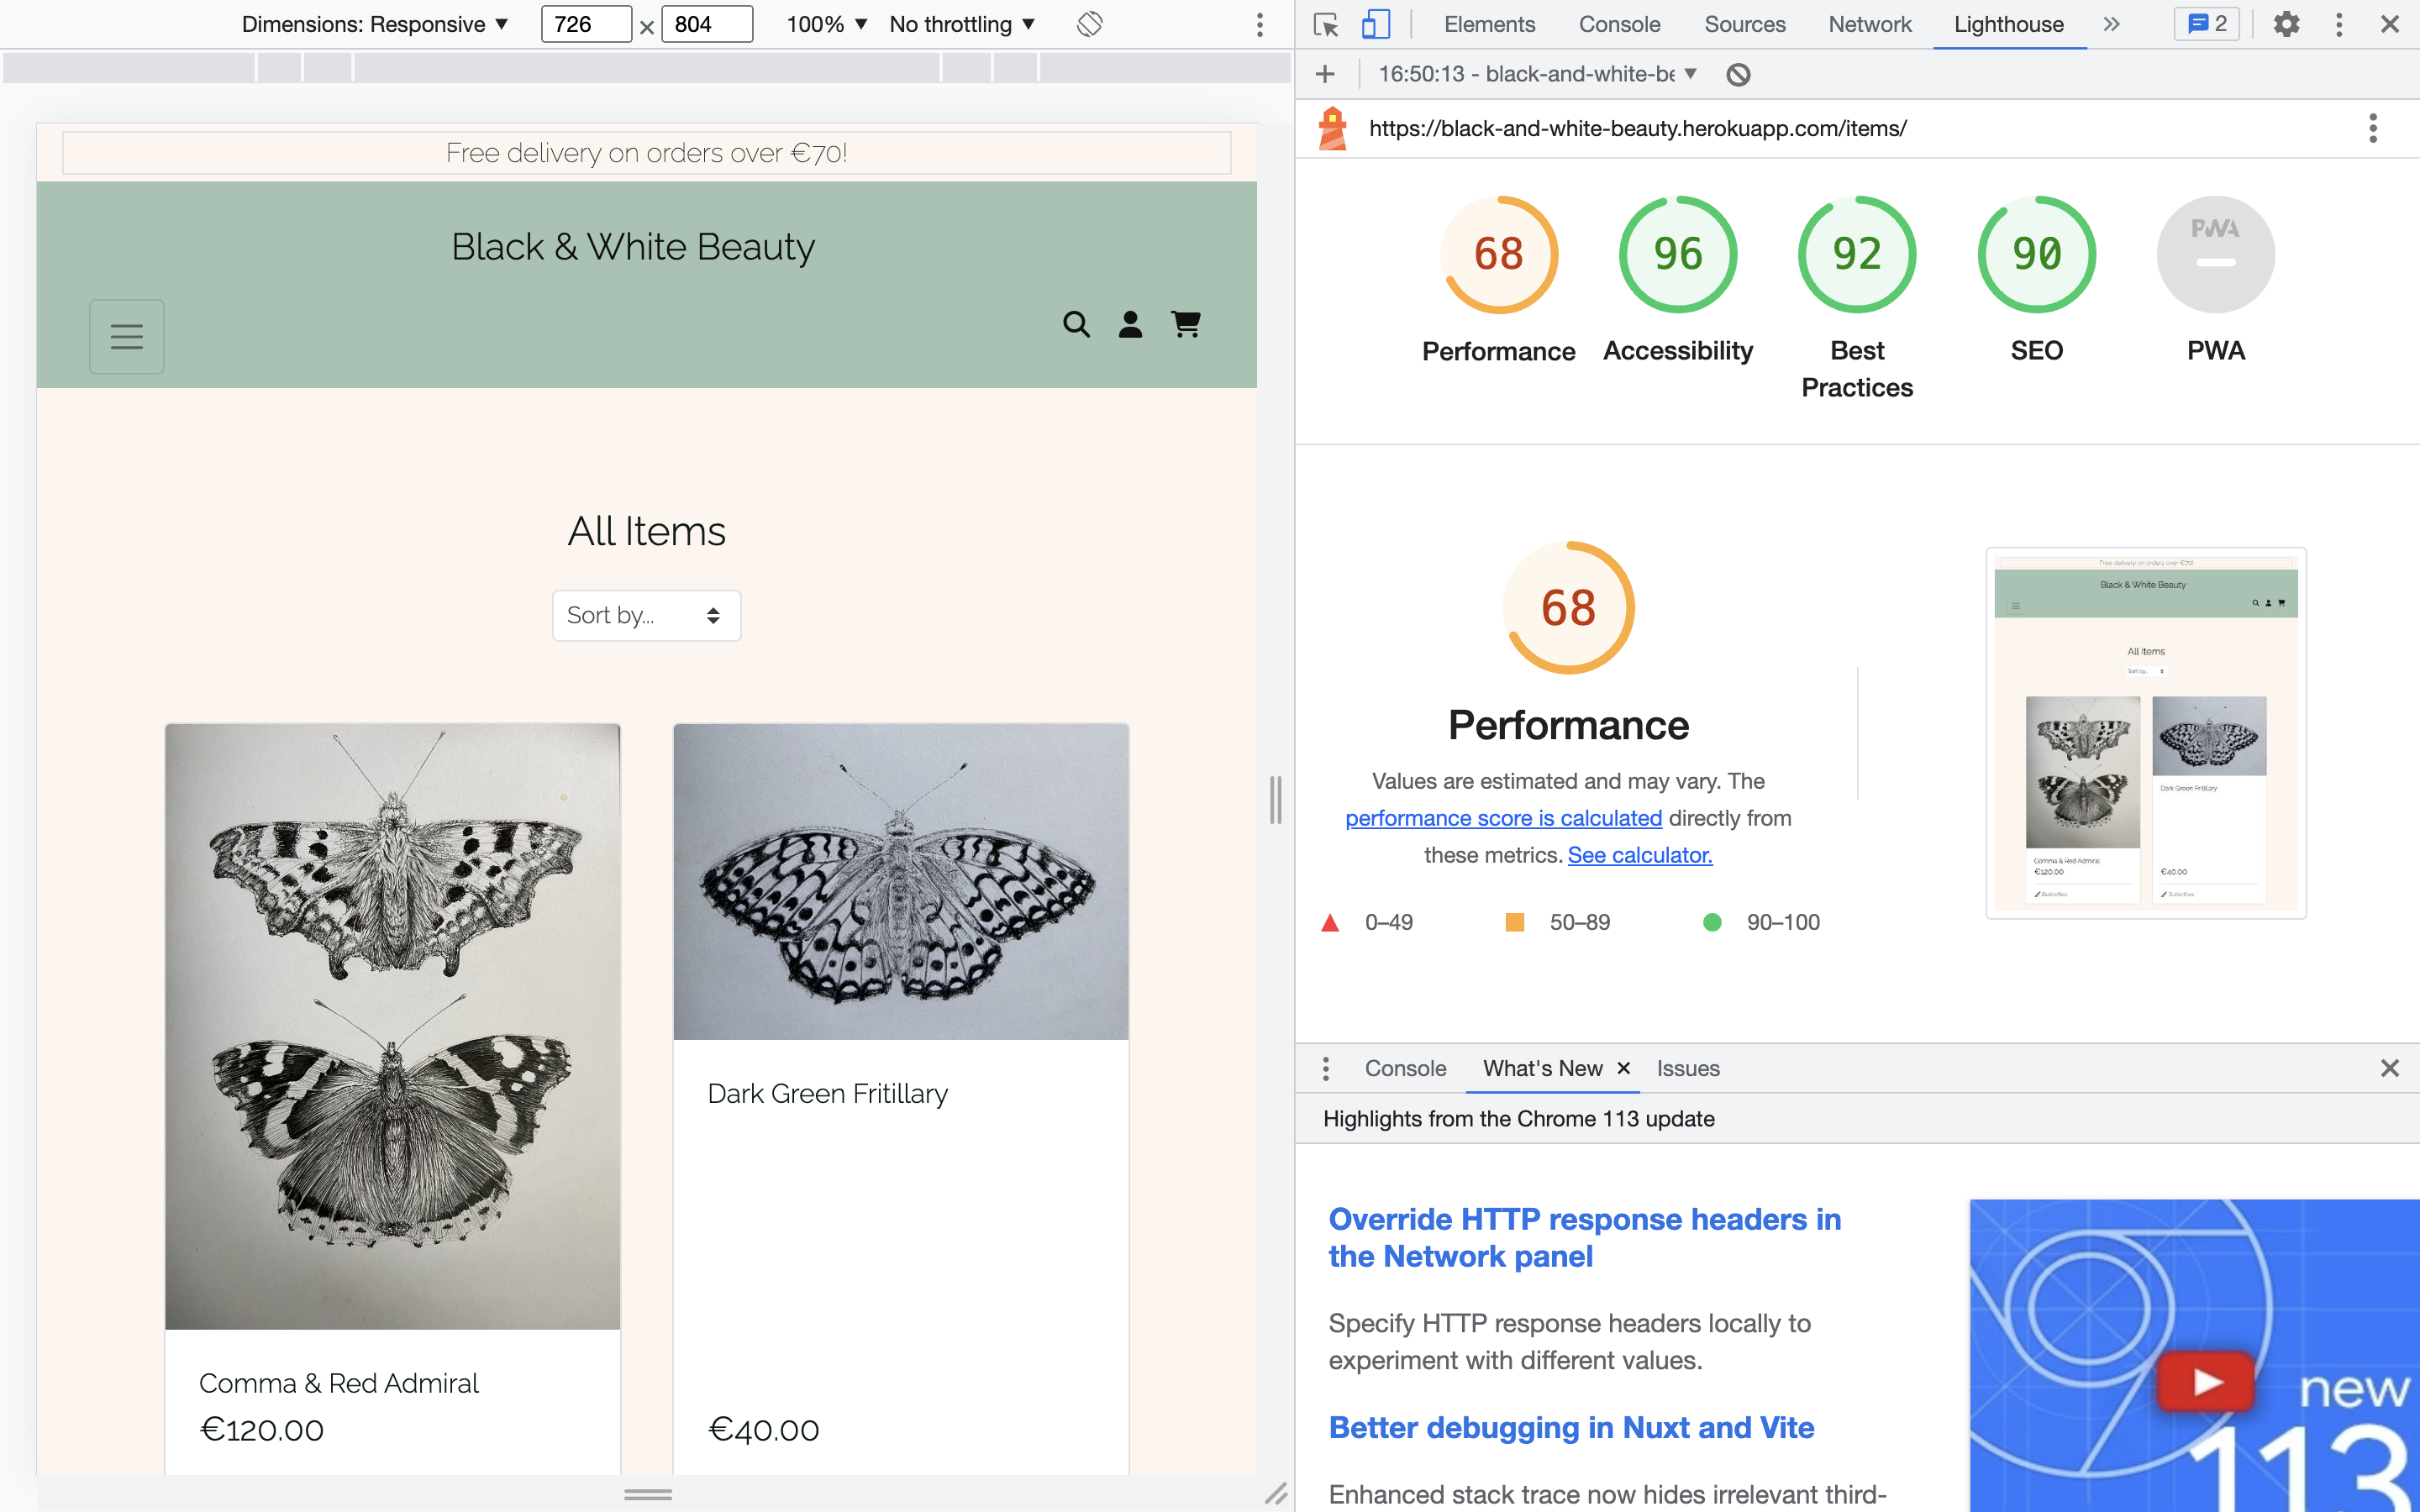 Dimensions: Responsive ▼ 726 × 804 100% ▼ No throttling ▼
Free delivery on orders over €70!
Black & White Beauty
All Items
Sort by...
Comma & Red Admiral
€120.00
Dark Green Fritillary
€40.00
Elements Console Sources Network Lighthouse » 2
16:50:13 - black-and-white-be ▼
https://black-and-white-beauty.herokuapp.com/items/
68 96 92 90 PWA
Performance Accessibility Best SEO PWA
Practices
68
Performance
Values are estimated and may vary. The
performance score is calculated directly from
these metrics. See calculator.
0–49 50–89 90–100
Free delivery on orders over €70!
Black & White Beauty
All Items
Sort by...
Dark Green Fritillary
Comma & Red Admiral
€120.00 €40.00
Butterflies Butterflies
Console What's New × Issues
Highlights from the Chrome 113 update
Override HTTP response headers in
the Network panel
Specify HTTP response headers locally to
experiment with different values.
Better debugging in Nuxt and Vite
Enhanced stack trace now hides irrelevant third-
new
113